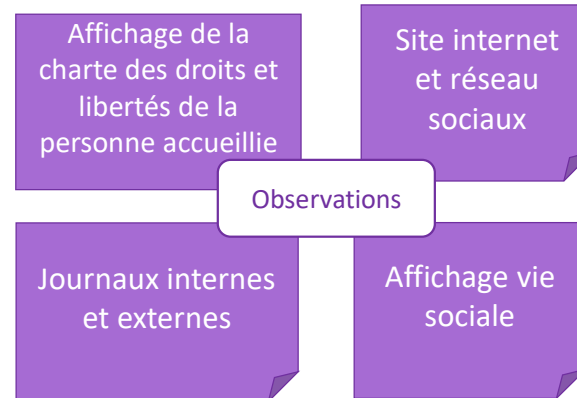 Affichage de la
charte des droits et
libertés de la
personne accueillie
Site internet
et réseau
sociaux
Observations
Journaux internes
et externes
Affichage vie
sociale